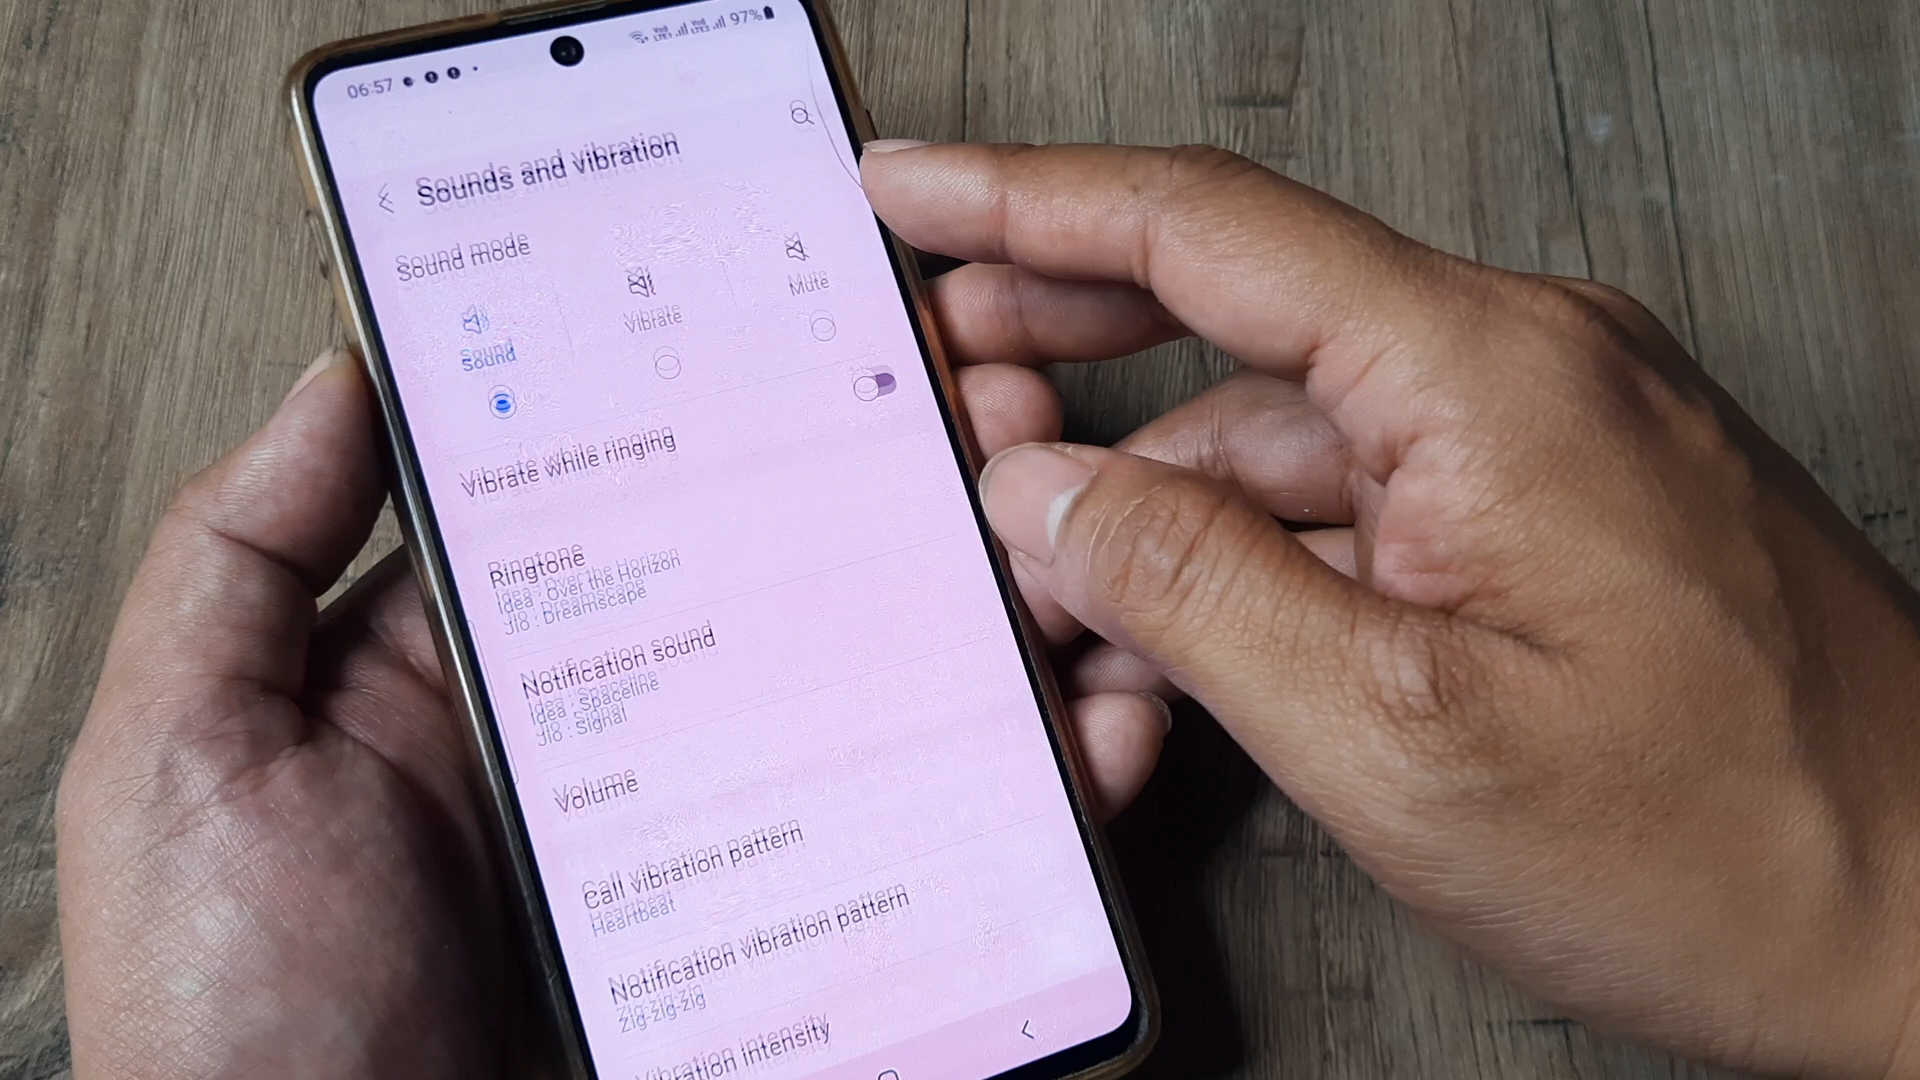 06:57
97%
Sounds and vibration
Sound mode
Sound
Vibrate
Mute
Vibrate while ringing
Ringtone
Idea : Over the Horizon
Jio : Dreamscape
Notification sound
Idea : Spaceline
Jio : Signal
Volume
Call vibration pattern
Heartbeat
Notification vibration pattern
Zig-zig-zig
Vibration intensity